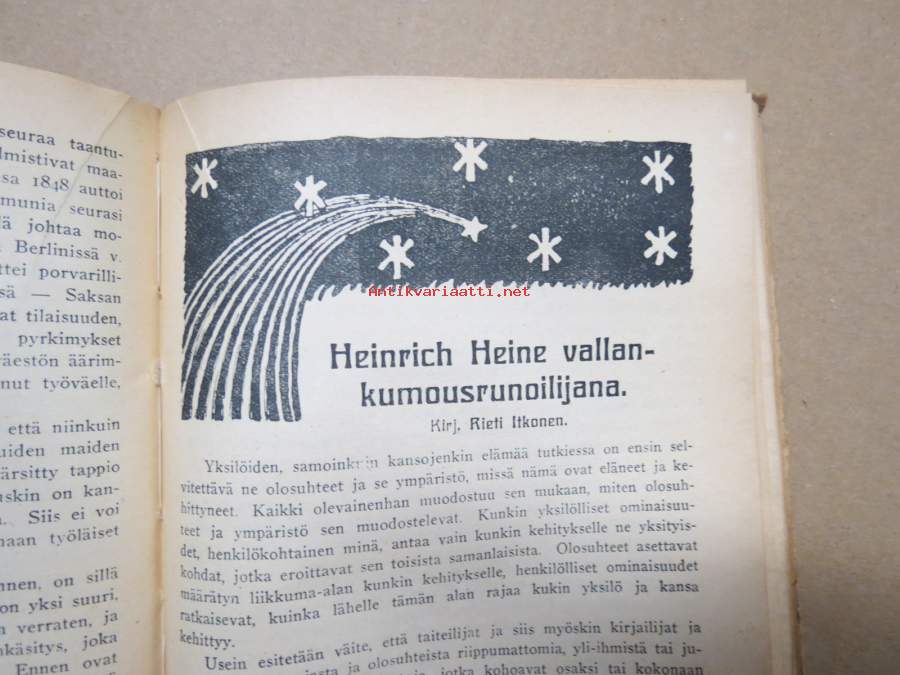 seuraa taantu-
lmistivat maa-
sa 1848 auttoi
munia seurasi
lä johtaa mo-
Berlinissä v.
ttei porvarilli-
sä — Saksan
at tilaisuuden,
pyrkimykset
väestön äärim-
nut työväelle,
että niinkuin
uiden maiden
ärsitty tappio
uskin on kan-
Siis ei voi
maan työläiset
nnen, on sillä
on yksi suuri,
n verraten, ja
käsitys, joka
Ennen ovat
Antikvariaatti.net
Heinrich Heine vallan-
kumousrunoilijana.
Kirj. Rieti Itkonen.
Yksilöiden, samoinkuin kansojenkin elämää tutkiessa on ensin sel-
vitettävä ne olosuhteet ja se ympäristö, missä nämä ovat eläneet ja ke-
hittyneet. Kaikki olevainenhan muodostuu sen mukaan, miten olosuh-
teet ja ympäristö sen muodostelevat. Kunkin yksilölliset ominaisuu-
det, henkilökohtainen minä, antaa vain kunkin kehitykselle ne yksityis-
kohdat, jotka eroittavat sen toisista samanlaisista. Olosuhteet asettavat
määrätyn liikkuma-alan kunkin kehitykselle, henkilölliset ominaisuudet
ratkaisevat, kuinka lähelle tämän alan rajaa kukin yksilö ja kansa
kehittyy.
Usein esitetään väite, että taiteilijat ja siis myöskin kirjailijat ja
ja olosuhteista riippumattomia, yli-ihmistä tai ju-
jotka kohoavat osaksi tai kokonaan